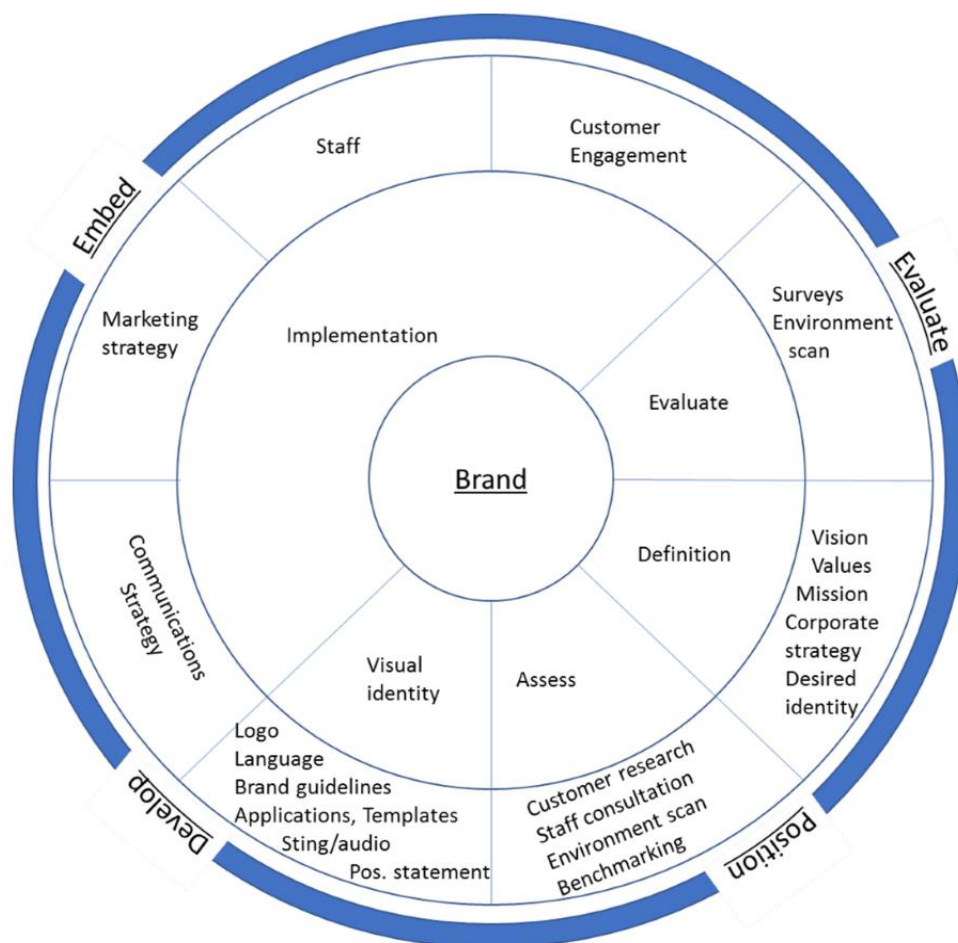 Staff
Customer
Engagement
Embed
Evaluate
Marketing
strategy
Implementation
Surveys
Environment
scan
Evaluate
Brand
Communications
Strategy
Definition
Vision
Values
Mission
Corporate
strategy
Desired
identity
Visual
identity
Assess
Logo
Language
Brand guidelines
Applications, Templates
Sting/audio
Pos. statement
Customer research
Staff consultation
Environment scan
Benchmarking
Develop
Position